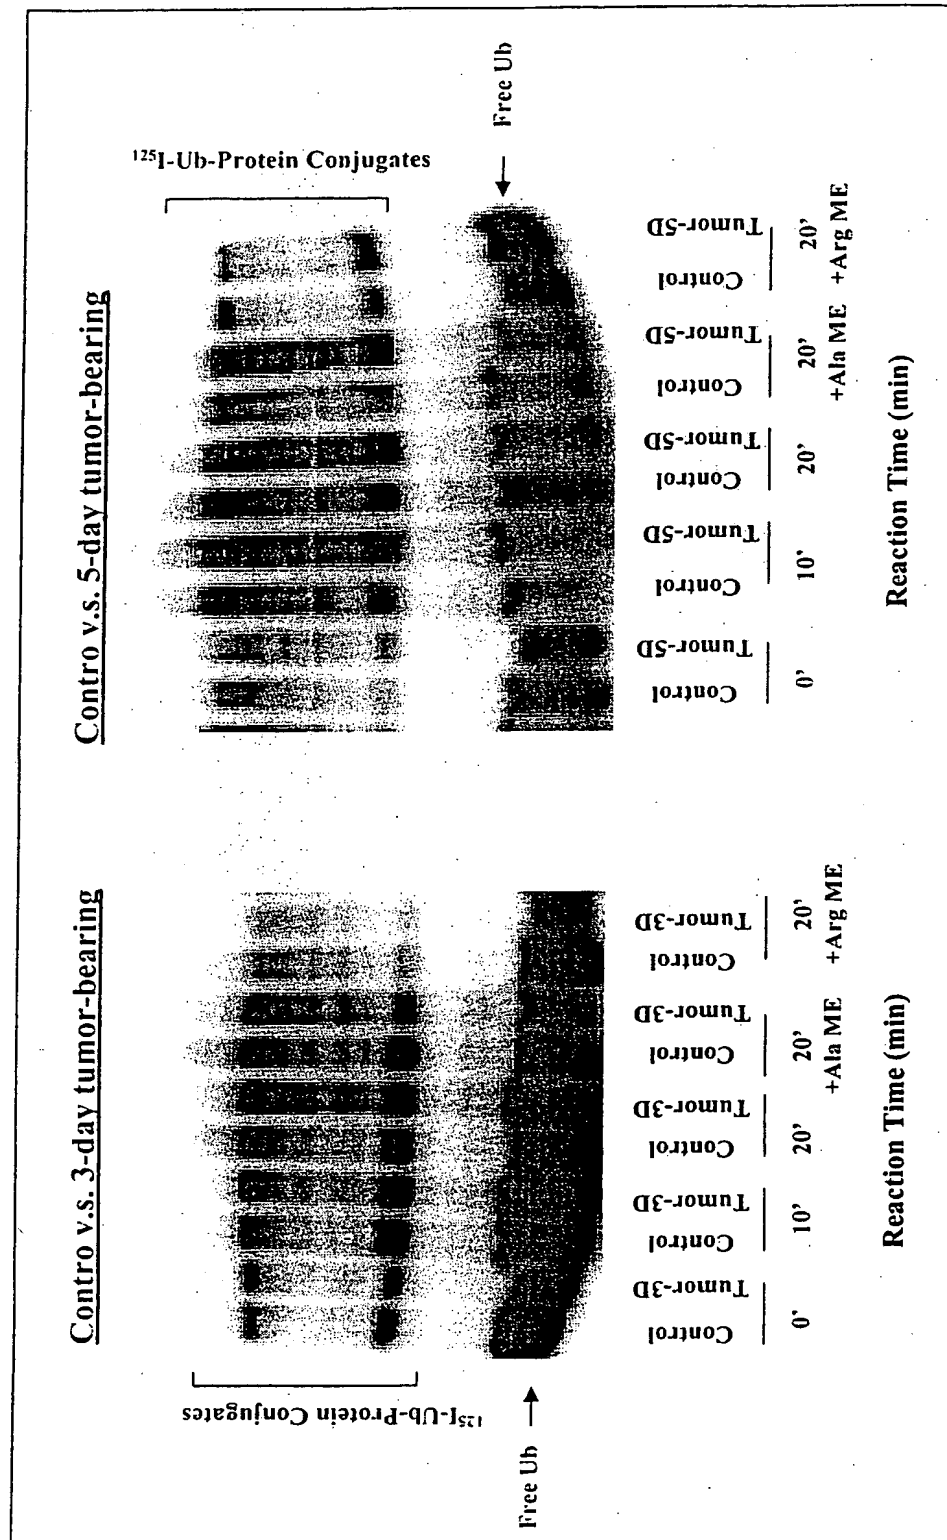 Contro v.s. 3-day tumor-bearing
¹²⁵I-Ub-Protein Conjugates
Free Ub
Control
Tumor-3D
Control
Tumor-3D
Control
Tumor-3D
Control
Tumor-3D
Control
Tumor-3D
0'
10'
20'
20'
20'
+Ala ME
+Arg ME
Reaction Time (min)
Contro v.s. 5-day tumor-bearing
¹²⁵I-Ub-Protein Conjugates
Free Ub
Control
Tumor-5D
Control
Tumor-5D
Control
Tumor-5D
Control
Tumor-5D
Control
Tumor-5D
0'
10'
20'
20'
20'
+Ala ME
+Arg ME
Reaction Time (min)